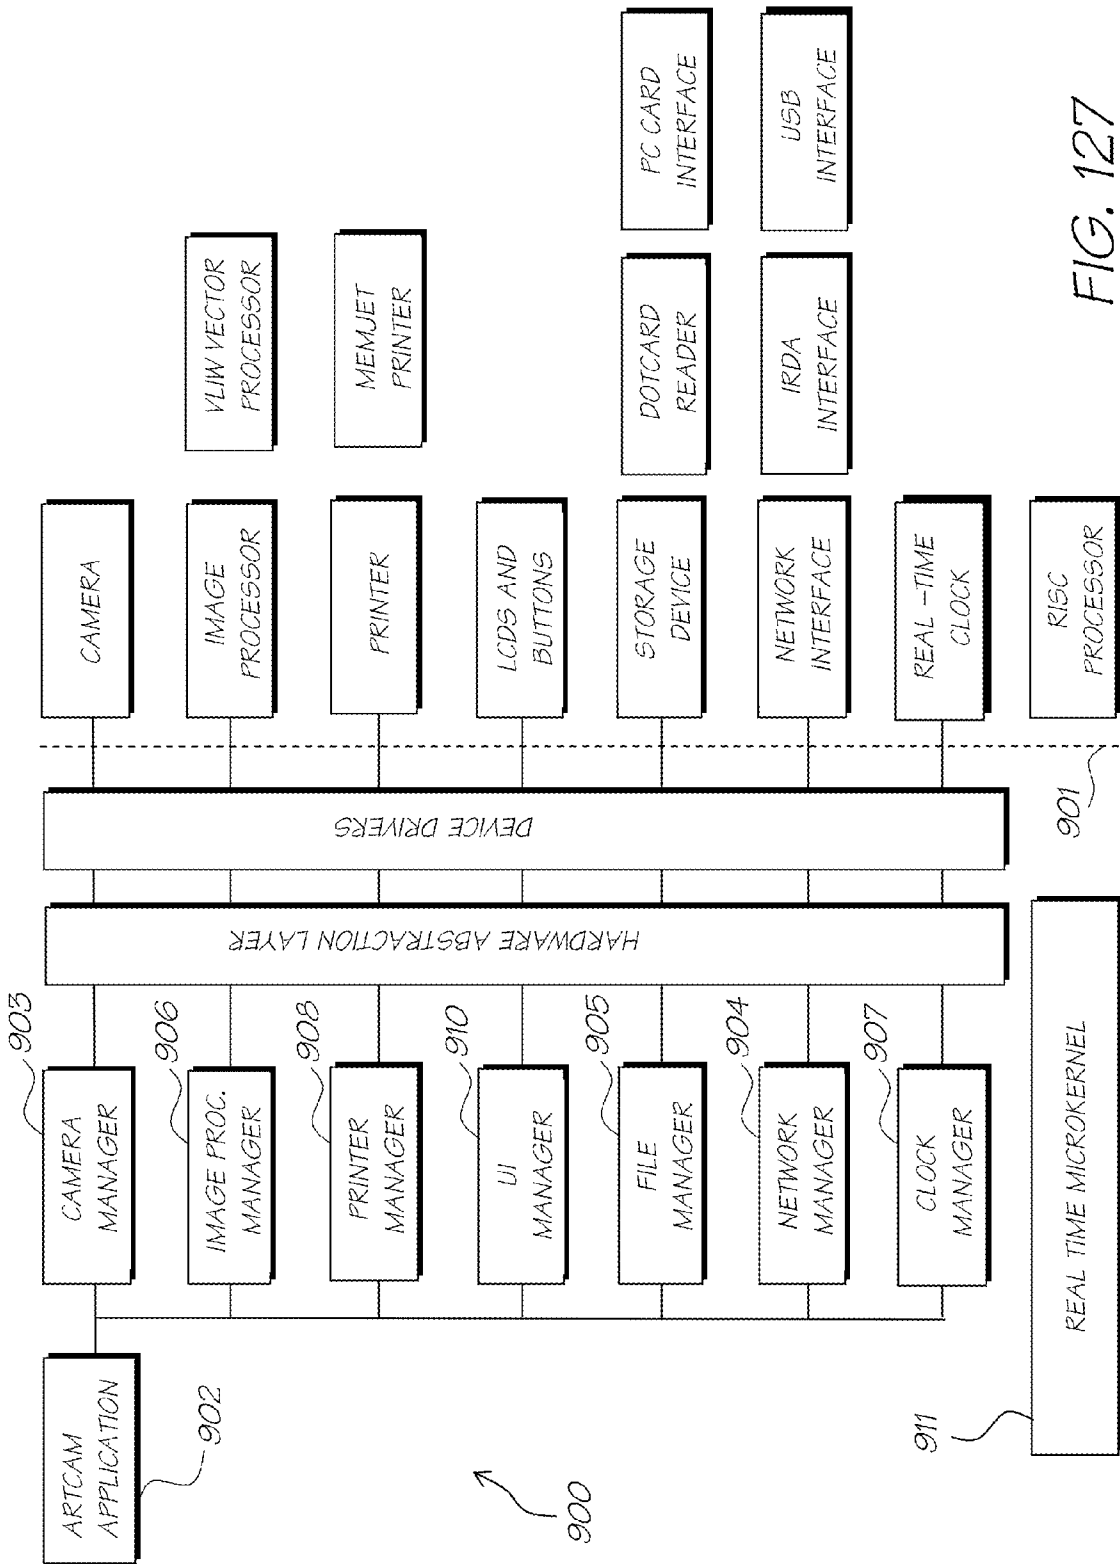 903
CAMERA
MANAGER
ARTCAM
APPLICATION
902
CAMERA
906
IMAGE PROC.
MANAGER
IMAGE
PROCESSOR
VLIW VECTOR
PROCESSOR
908
PRINTER
MANAGER
PRINTER
MEMJET
PRINTER
910
UI
MANAGER
LCDS AND
BUTTONS
905
FILE
MANAGER
STORAGE
DEVICE
DOTCARD
READER
PC CARD
INTERFACE
904
NETWORK
MANAGER
NETWORK
INTERFACE
IRDA
INTERFACE
USB
INTERFACE
907
CLOCK
MANAGER
REAL-TIME
CLOCK
HARDWARE ABSTRACTION LAYER
DEVICE DRIVERS
900
911
REAL TIME MICROKERNEL
901
RISC
PROCESSOR
FIG. 127